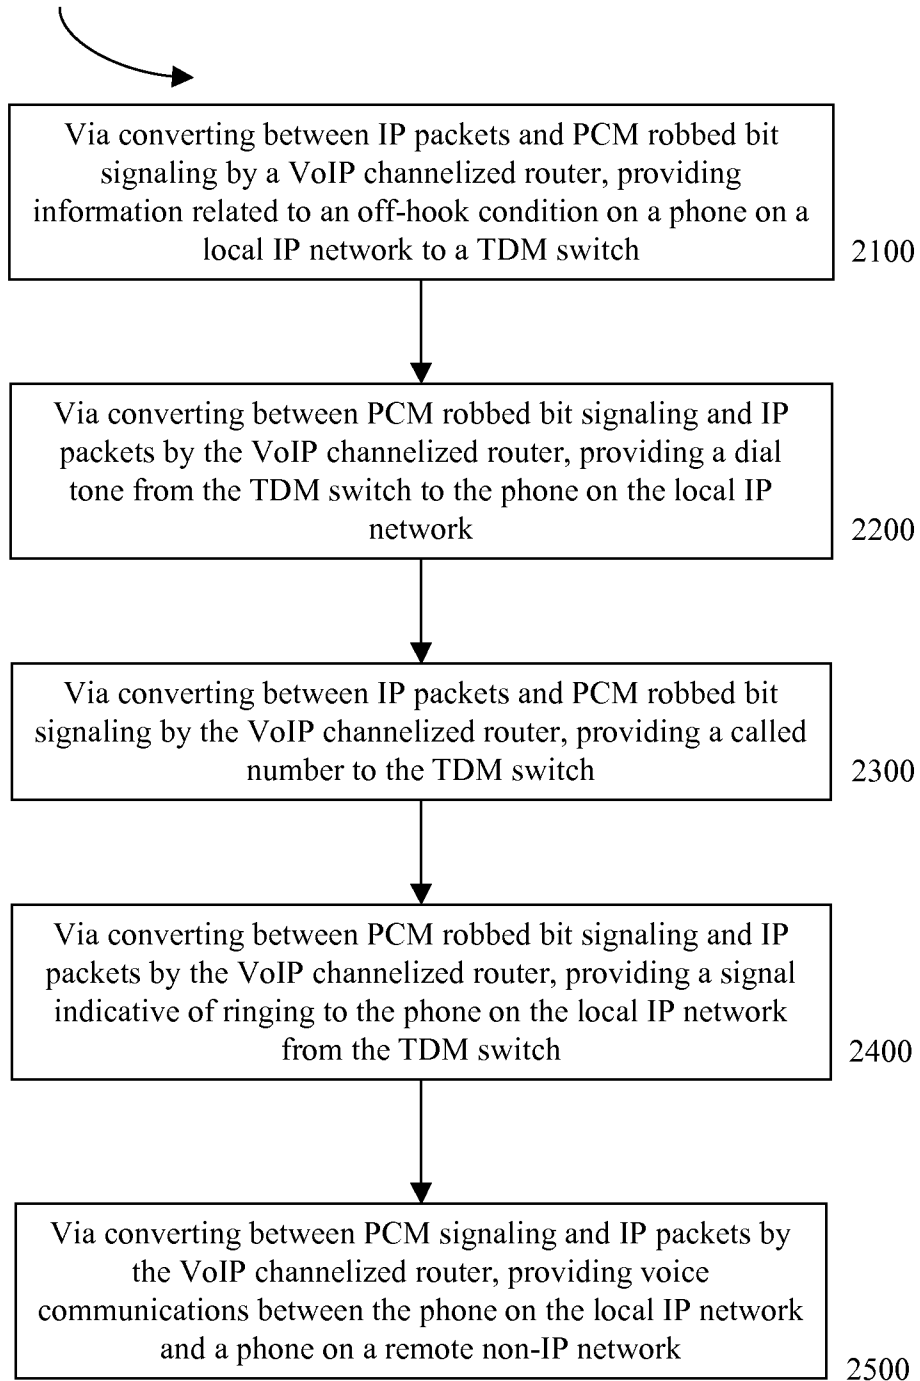 Via converting between IP packets and PCM robbed bit
signaling by a VoIP channelized router, providing
information related to an off-hook condition on a phone on a
local IP network to a TDM switch
2100
Via converting between PCM robbed bit signaling and IP
packets by the VoIP channelized router, providing a dial
tone from the TDM switch to the phone on the local IP
network
2200
Via converting between IP packets and PCM robbed bit
signaling by the VoIP channelized router, providing a called
number to the TDM switch
2300
Via converting between PCM robbed bit signaling and IP
packets by the VoIP channelized router, providing a signal
indicative of ringing to the phone on the local IP network
from the TDM switch
2400
Via converting between PCM signaling and IP packets by
the VoIP channelized router, providing voice
communications between the phone on the local IP network
and a phone on a remote non-IP network
2500